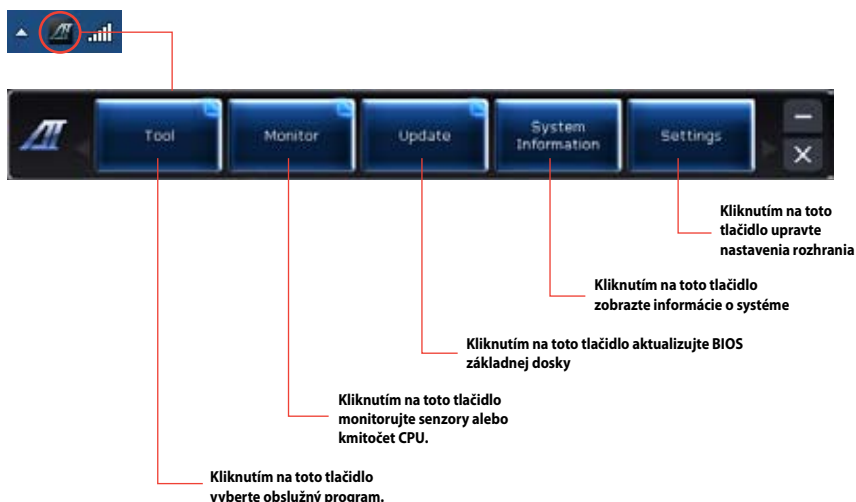 Tool
Monitor
Update
System
Information
Settings
Kliknutím na toto
tlačidlo upravte
nastavenia rozhrania
Kliknutím na toto tlačidlo
zobrazte informácie o systéme
Kliknutím na toto tlačidlo aktualizujte BIOS
základnej dosky
Kliknutím na toto tlačidlo
monitorujte senzory alebo
kmitočet CPU.
Kliknutím na toto tlačidlo
vyberte obslužný program.